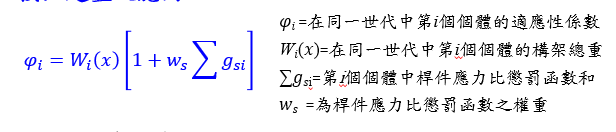 φᵢ = Wᵢ(x)[1 + wₛ ∑ gₛᵢ]
φᵢ=在同一世代中第i個個體的適應性係數
Wᵢ(x)=在同一世代中第i個個體的構架總重
∑gₛᵢ=第i個個中桿件應力比懲罰函數和
wₛ =為桿件應力比懲罰函數之權重